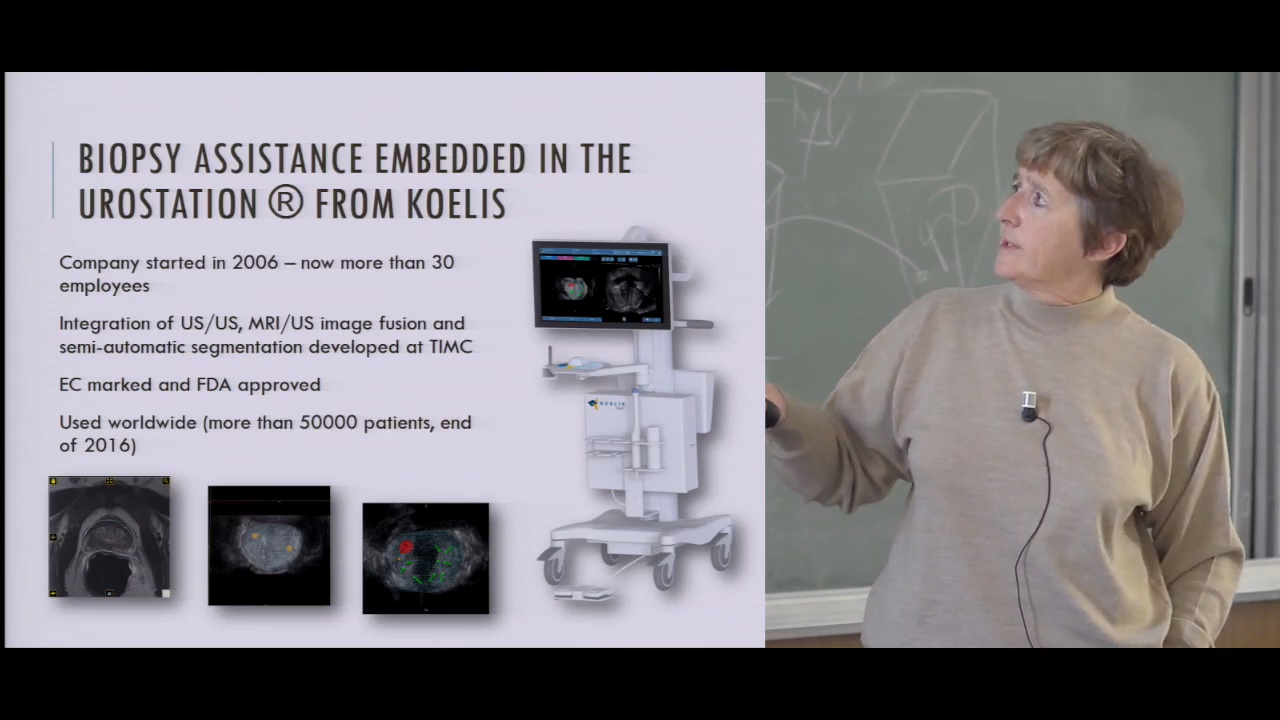 BIOPSY ASSISTANCE EMBEDDED IN THE
UROSTATION ® FROM KOELIS
Company started in 2006 – now more than 30
employees
Integration of US/US, MRI/US image fusion and
semi-automatic segmentation developed at TIMC
EC marked and FDA approved
Used worldwide (more than 50000 patients, end
of 2016)
KOELIS